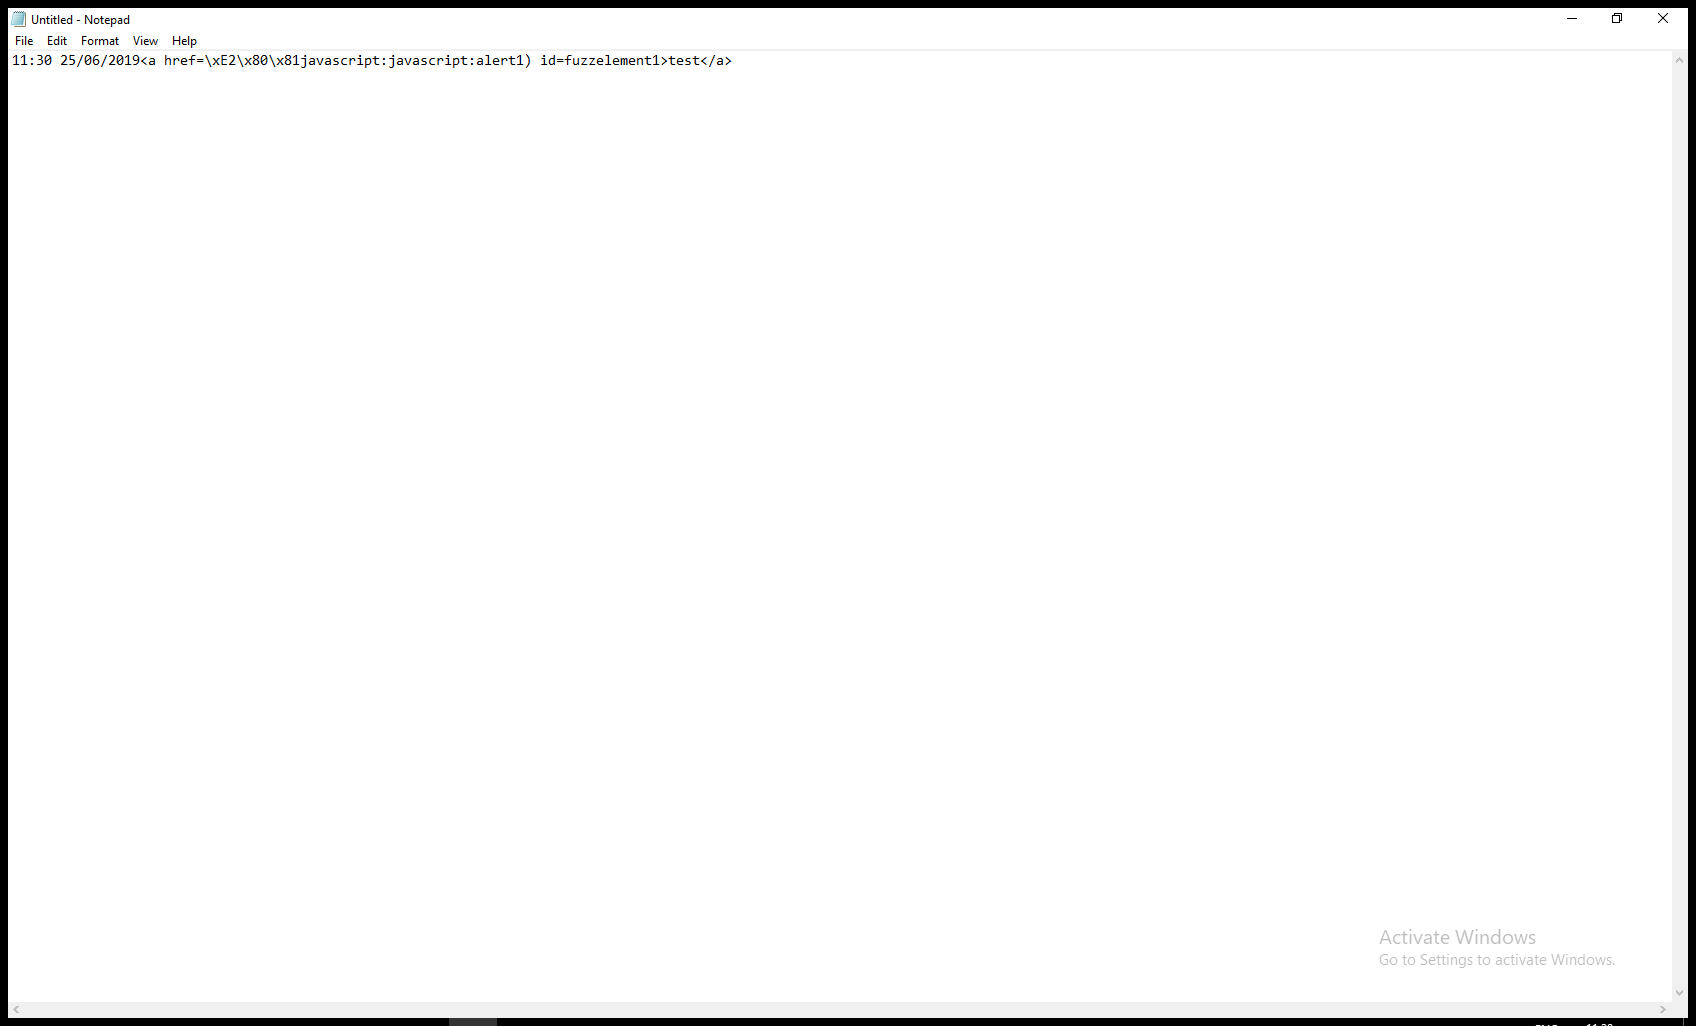 Untitled - Notepad
File Edit Format View Help
11:30 25/06/2019<a href=\xE2\x80\x81javascript:javascript:alert1) id=fuzzelement1>test</a>
Activate Windows
Go to Settings to activate Windows.